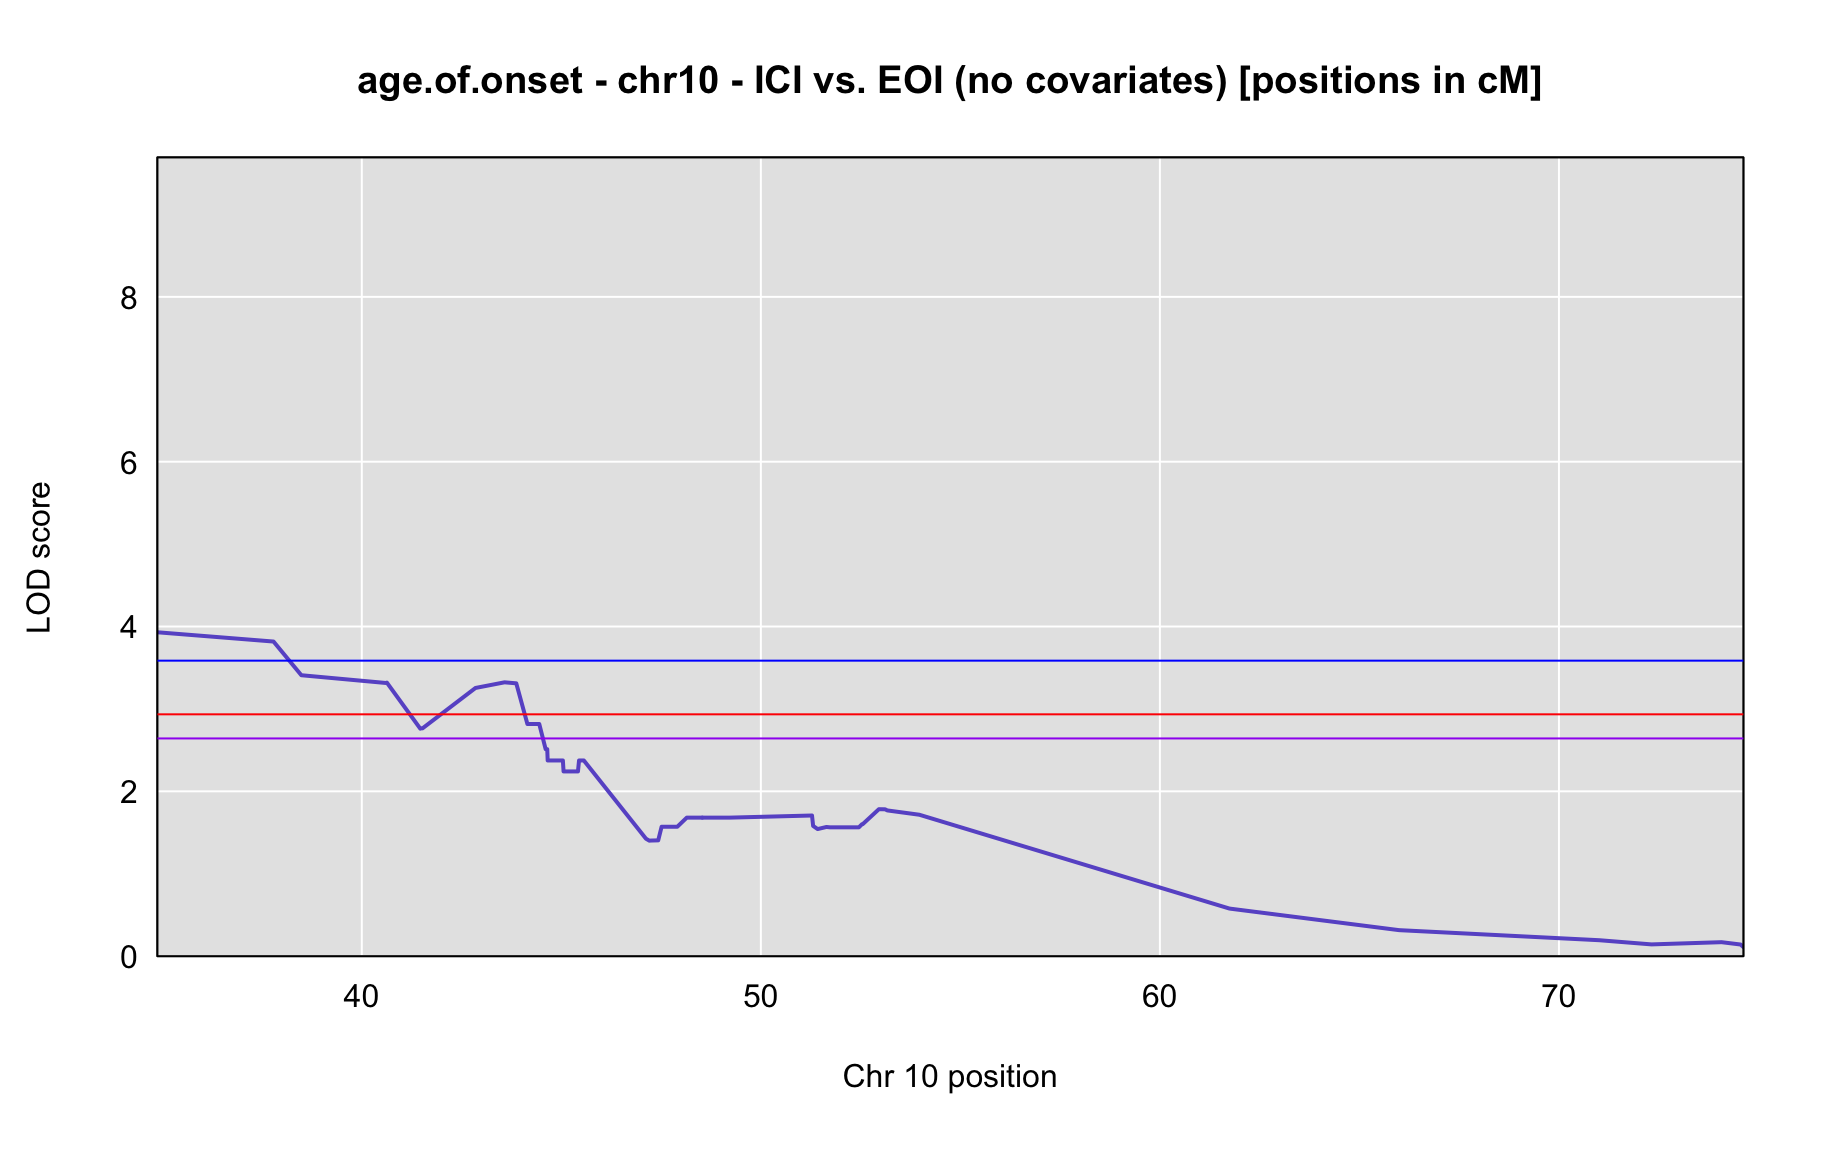 age.of.onset - chr10 - ICI vs. EOI (no covariates) [positions in cM]
LOD score
8
6
4
2
0
40 50 60 70
Chr 10 position